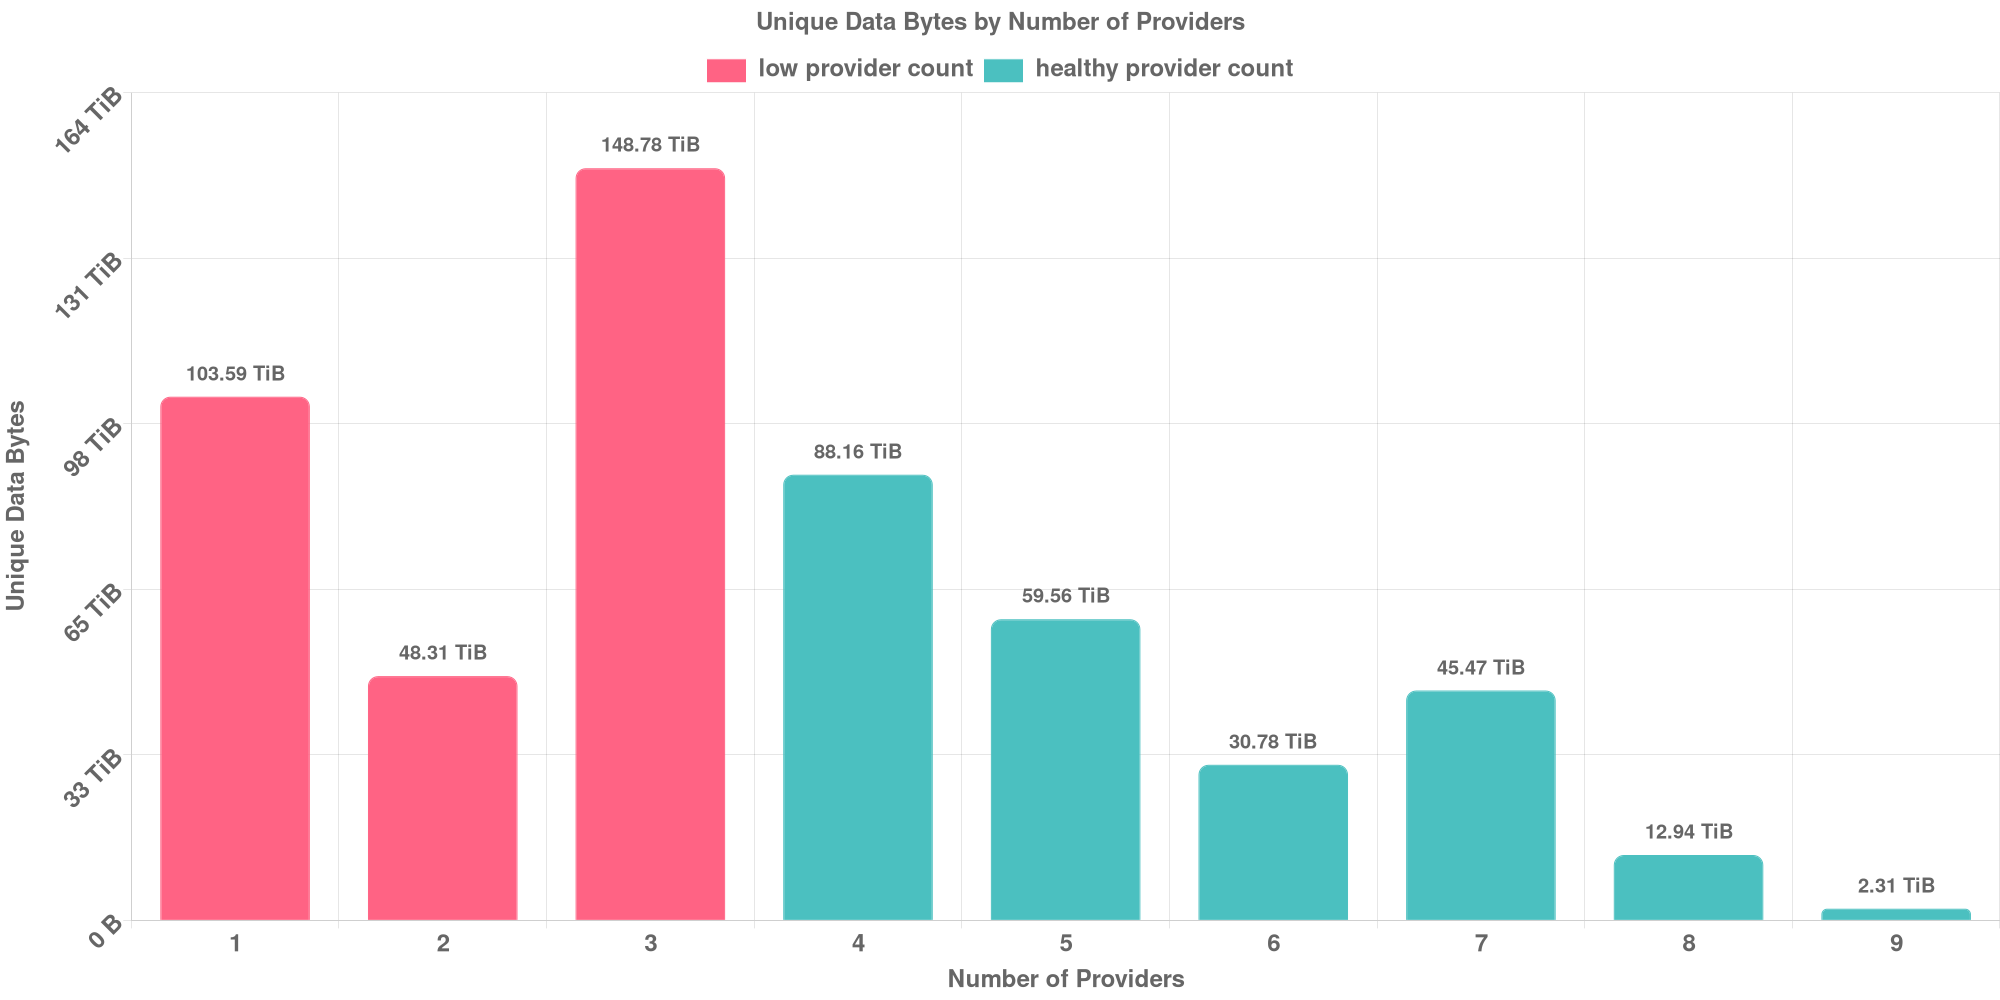 Unique Data Bytes by Number of Providers
low provider count healthy provider count
164 TiB
131 TiB
98 TiB
65 TiB
33 TiB
0 B
Unique Data Bytes
103.59 TiB
48.31 TiB
148.78 TiB
88.16 TiB
59.56 TiB
30.78 TiB
45.47 TiB
12.94 TiB
2.31 TiB
1 2 3 4 5 6 7 8 9
Number of Providers